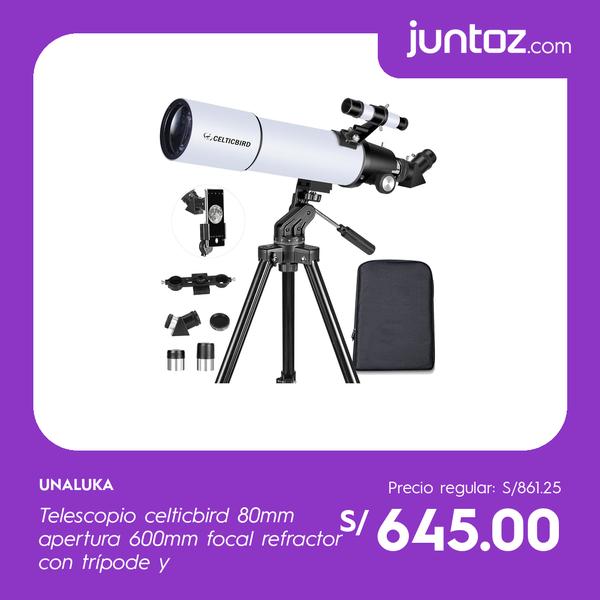 juntoz.com
CELTICBIRD
UNALUKA
Precio regular: S/861.25
Telescopio celticbird 80mm
apertura 600mm focal refractor
con trípode y
S/ 645.00